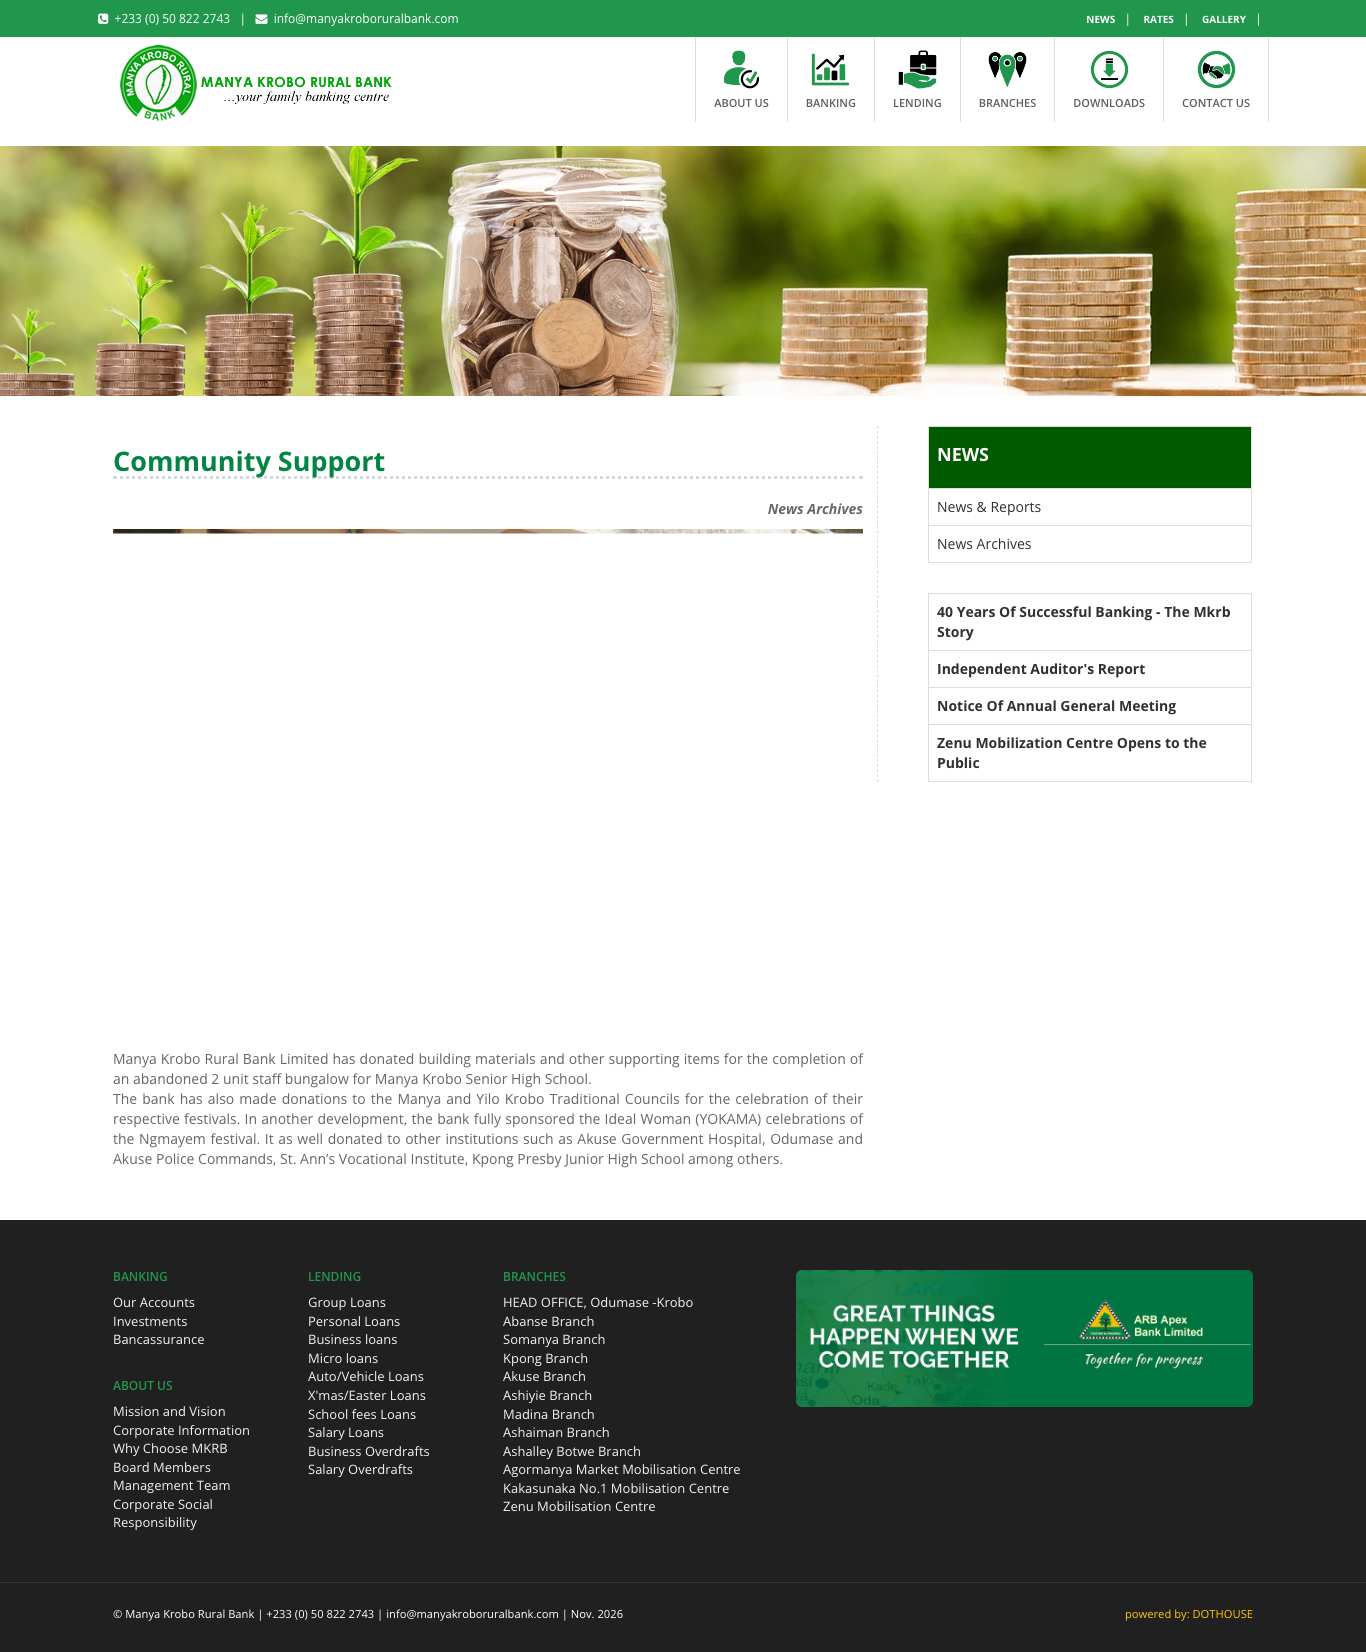 +233 (0) 50 822 2743 | info@manyakroboruralbank.com
NEWS | RATES | GALLERY |
MANYA KROBO RURAL
BANK
MANYA KROBO RURAL BANK
...your family banking centre
ABOUT US
BANKING
LENDING
BRANCHES
DOWNLOADS
CONTACT US
Community Support
News Archives
Manya Krobo Rural Bank Limited has donated building materials and other supporting items for the completion of
an abandoned 2 unit staff bungalow for Manya Krobo Senior High School.
The bank has also made donations to the Manya and Yilo Krobo Traditional Councils for the celebration of their
respective festivals. In another development, the bank fully sponsored the Ideal Woman (YOKAMA) celebrations of
the Ngmayem festival. It as well donated to other institutions such as Akuse Government Hospital, Odumase and
Akuse Police Commands, St. Ann’s Vocational Institute, Kpong Presby Junior High School among others.
NEWS
News & Reports
News Archives
40 Years Of Successful Banking - The Mkrb
Story
Independent Auditor's Report
Notice Of Annual General Meeting
Zenu Mobilization Centre Opens to the
Public
BANKING
Our Accounts
Investments
Bancassurance
ABOUT US
Mission and Vision
Corporate Information
Why Choose MKRB
Board Members
Management Team
Corporate Social
Responsibility
LENDING
Group Loans
Personal Loans
Business loans
Micro loans
Auto/Vehicle Loans
X'mas/Easter Loans
School fees Loans
Salary Loans
Business Overdrafts
Salary Overdrafts
BRANCHES
HEAD OFFICE, Odumase -Krobo
Abanse Branch
Somanya Branch
Kpong Branch
Akuse Branch
Ashiyie Branch
Madina Branch
Ashaiman Branch
Ashalley Botwe Branch
Agormanya Market Mobilisation Centre
Kakasunaka No.1 Mobilisation Centre
Zenu Mobilisation Centre
GREAT THINGS
HAPPEN WHEN WE
COME TOGETHER
ARB Apex
Bank Limited
Together for progress
Oda
© Manya Krobo Rural Bank | +233 (0) 50 822 2743 | info@manyakroboruralbank.com | Nov. 2026
powered by: DOTHOUSE